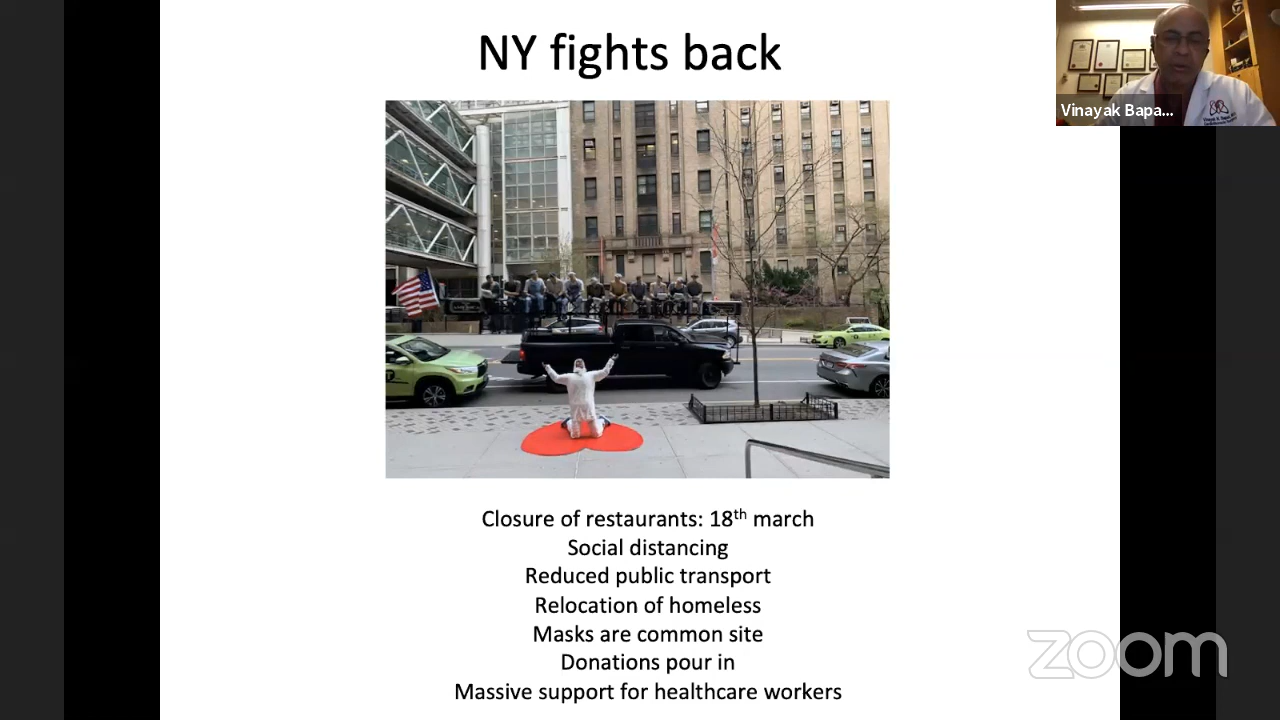 NY fights back
Vinayak Bapa...
Closure of restaurants: 18th march
Social distancing
Reduced public transport
Relocation of homeless
Masks are common site
Donations pour in
Massive support for healthcare workers
zoom